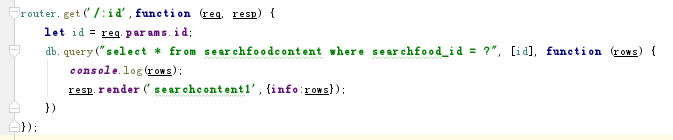 router.get('/:id',function (req, resp) {
let id = req.params.id;
db.query("select * from searchfoodcontent where searchfood_id = ?", [id], function (rows) {
console.log(rows);
resp.render('searchcontent1',{info:rows});
})
});